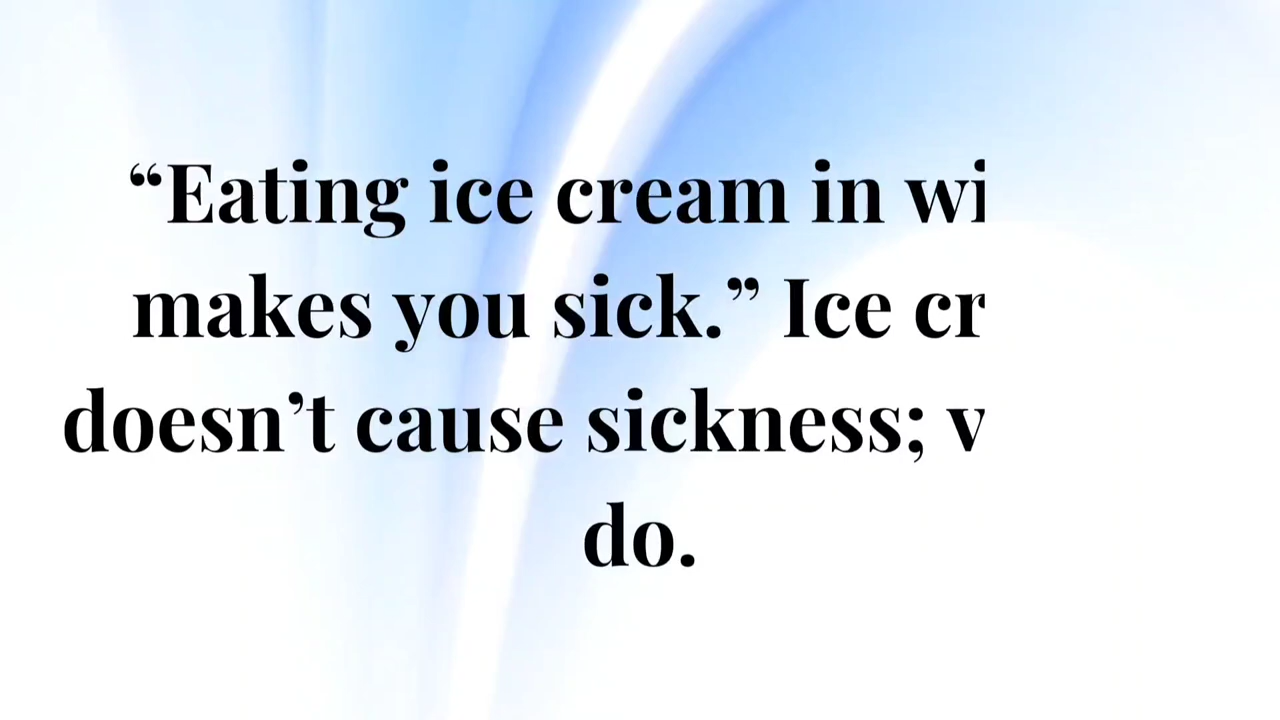 “Eating ice cream in wi
makes you sick.” Ice cr
doesn’t cause sickness; v
do.